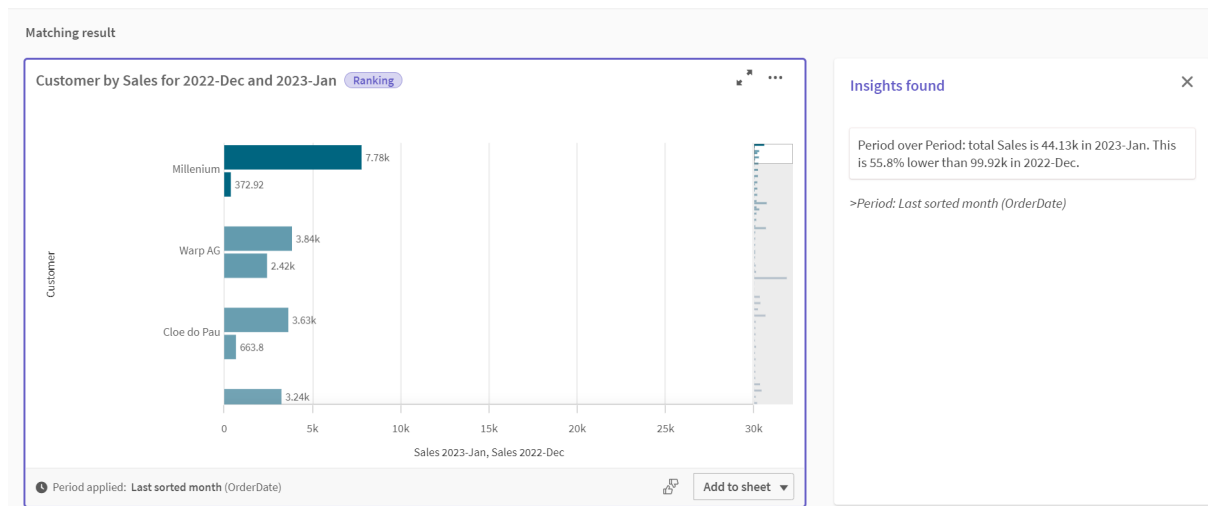 Matching result
Customer by Sales for 2022-Dec and 2023-Jan Ranking
Customer
Millenium
7.78k
372.92
Warp AG
3.84k
2.42k
Cloe do Pau
3.63k
663.8
3.24k
0 5k 10k 15k 20k 25k 30k
Sales 2023-Jan, Sales 2022-Dec
Period applied: Last sorted month (OrderDate)
Add to sheet
Insights found
Period over Period: total Sales is 44.13k in 2023-Jan. This
is 55.8% lower than 99.92k in 2022-Dec.
>Period: Last sorted month (OrderDate)